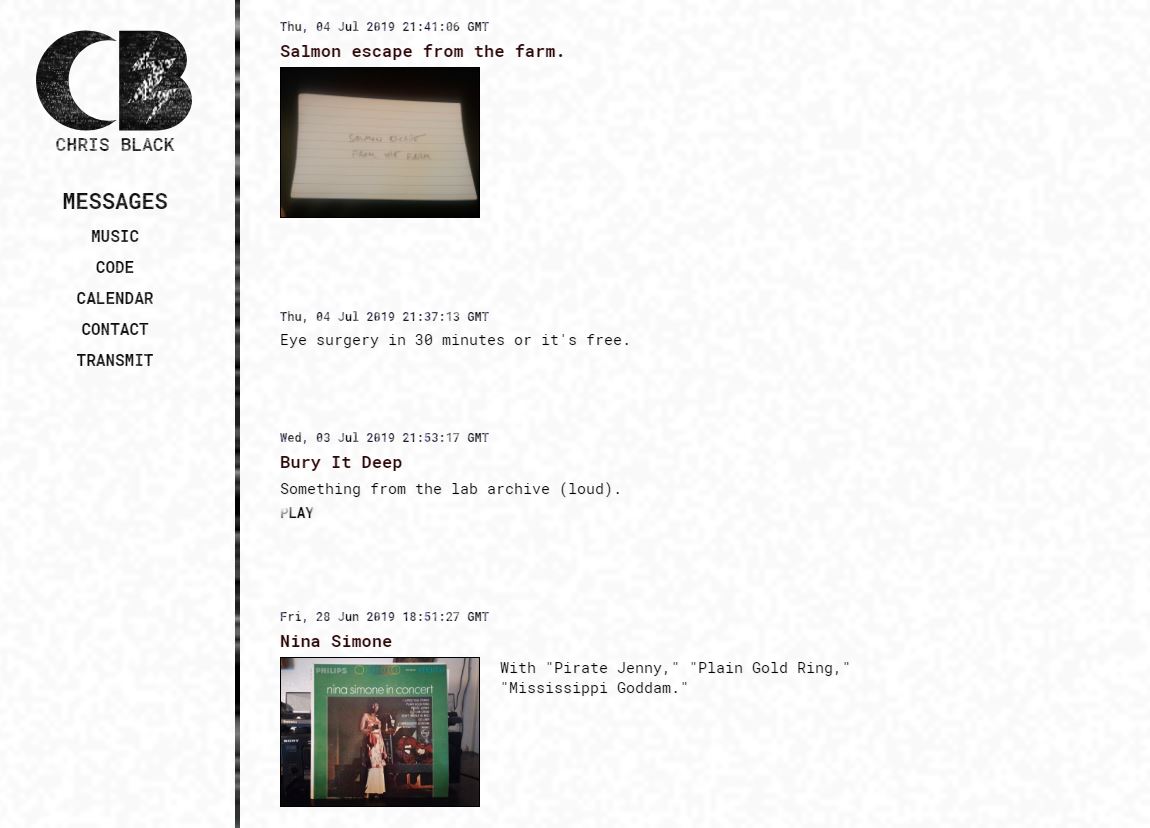 CB
CHRIS BLACK
MESSAGES
MUSIC
CODE
CALENDAR
CONTACT
TRANSMIT
Thu, 04 Jul 2019 21:41:06 GMT
Salmon escape from the farm.
SALMON ESCAPE
FROM THE FARM
Thu, 04 Jul 2019 21:37:13 GMT
Eye surgery in 30 minutes or it's free.
Wed, 03 Jul 2019 21:53:17 GMT
Bury It Deep
Something from the lab archive (loud).
PLAY
Fri, 28 Jun 2019 18:51:27 GMT
Nina Simone
PHILIPS
nina simone in concert
SONY
With "Pirate Jenny," "Plain Gold Ring,"
"Mississippi Goddam."